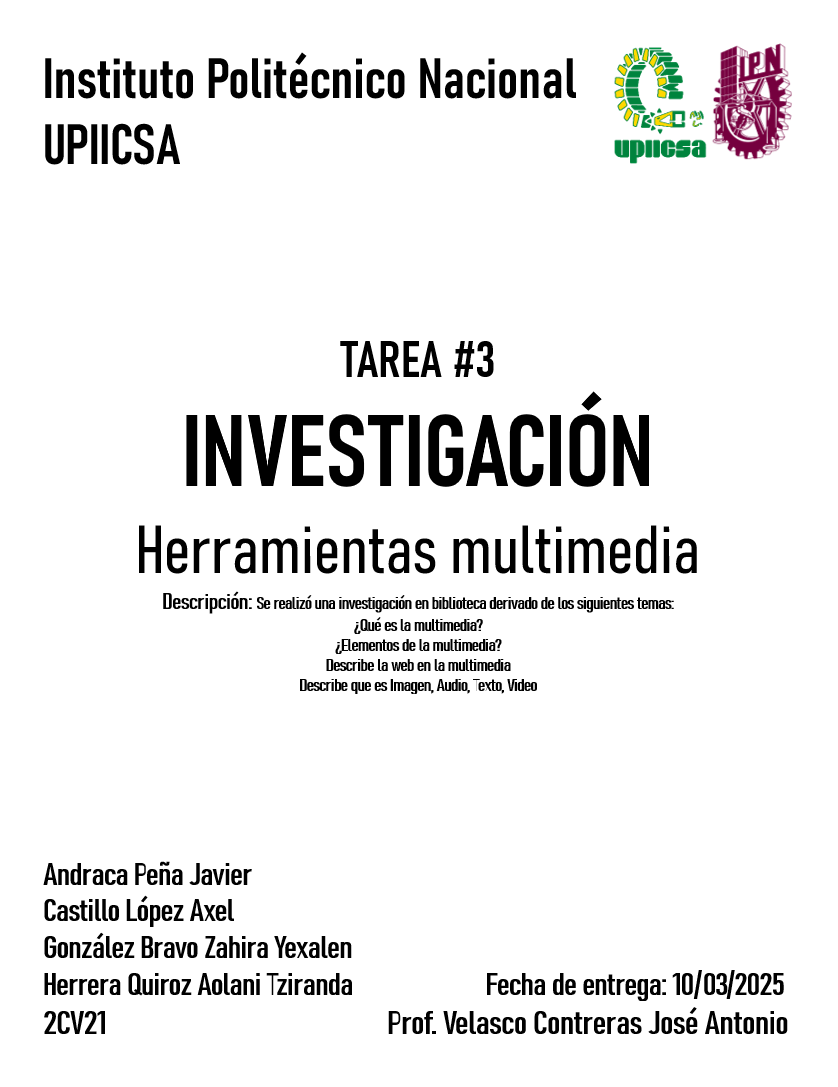 Instituto Politécnico Nacional
UPIICSA
upiicsa
IPN
TAREA #3
INVESTIGACIÓN
Herramientas multimedia
Descripción: Se realizó una investigación en biblioteca derivado de los siguientes temas:
¿Qué es la multimedia?
¿Elementos de la multimedia?
Describe la web en la multimedia
Describe que es Imagen, Audio, Texto, Video
Andraca Peña Javier
Castillo López Axel
González Bravo Zahira Yexalen
Herrera Quiroz Aolani Tziranda
2CV21
Fecha de entrega: 10/03/2025
Prof. Velasco Contreras José Antonio